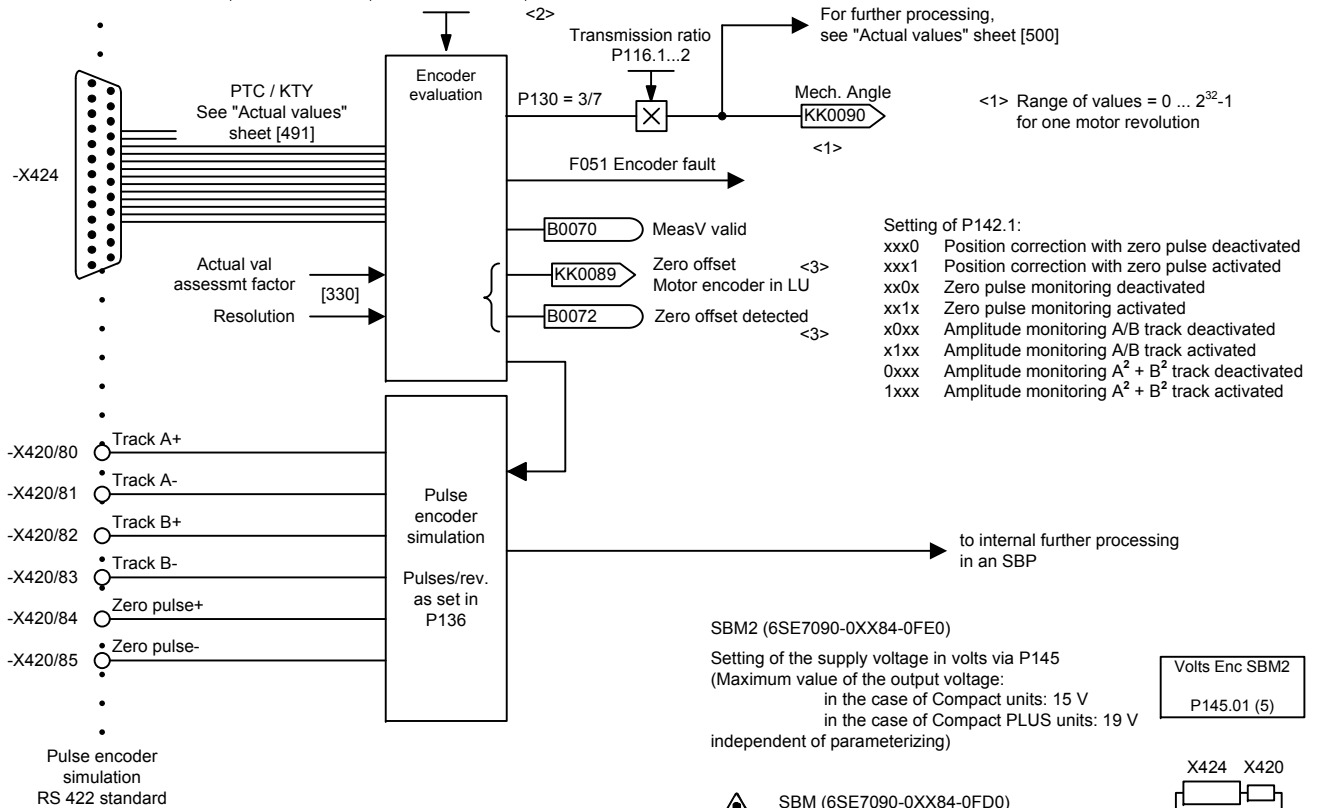 <2>
For further processing,
see "Actual values" sheet [500]
Transmission ratio
P116.1...2
Encoder
evaluation
PTC / KTY
See "Actual values"
sheet [491]
P130 = 3/7
Mech. Angle
KK0090
<1>
<1> Range of values = 0 ... 2³²-1
for one motor revolution
-X424
F051 Encoder fault
B0070 MeasV valid
KK0089 Zero offset <3>
Motor encoder in LU
B0072 Zero offset detected
<3>
Actual val
assessmt factor
[330]
Resolution
Setting of P142.1:
xxx0 Position correction with zero pulse deactivated
xxx1 Position correction with zero pulse activated
xx0x Zero pulse monitoring deactivated
xx1x Zero pulse monitoring activated
x0xx Amplitude monitoring A/B track deactivated
x1xx Amplitude monitoring A/B track activated
0xxx Amplitude monitoring A² + B² track deactivated
1xxx Amplitude monitoring A² + B² track activated
-X420/80 Track A+
-X420/81 Track A-
-X420/82 Track B+
-X420/83 Track B-
-X420/84 Zero pulse+
-X420/85 Zero pulse-
Pulse
encoder
simulation
Pulses/rev.
as set in
P136
to internal further processing
in an SBP
Pulse encoder
simulation
RS 422 standard
SBM2 (6SE7090-0XX84-0FE0)
Setting of the supply voltage in volts via P145
(Maximum value of the output voltage:
in the case of Compact units: 15 V
in the case of Compact PLUS units: 19 V
independent of parameterizing)
Volts Enc SBM2
P145.01 (5)
X424 X420
SBM (6SE7090-0XX84-0FD0)